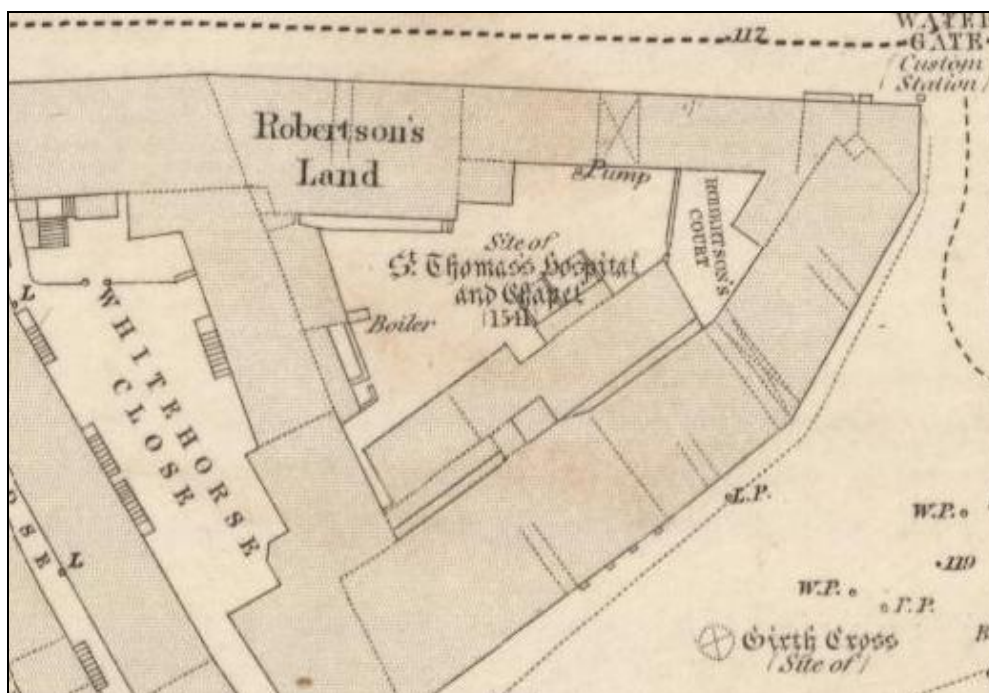 .112
WATER
GATE
(Custom
Station)
Robertson's
Land
Pump
ROBERTSON'S
COURT
Site of
St. Thomas's Hospital
and Chapel
(1541)
Boiler
L
WHITEHORSE
CLOSE
OSE
L
L.P.
W.P.
.119
W.P.
F.P.
Girth Cross
(Site of)
B